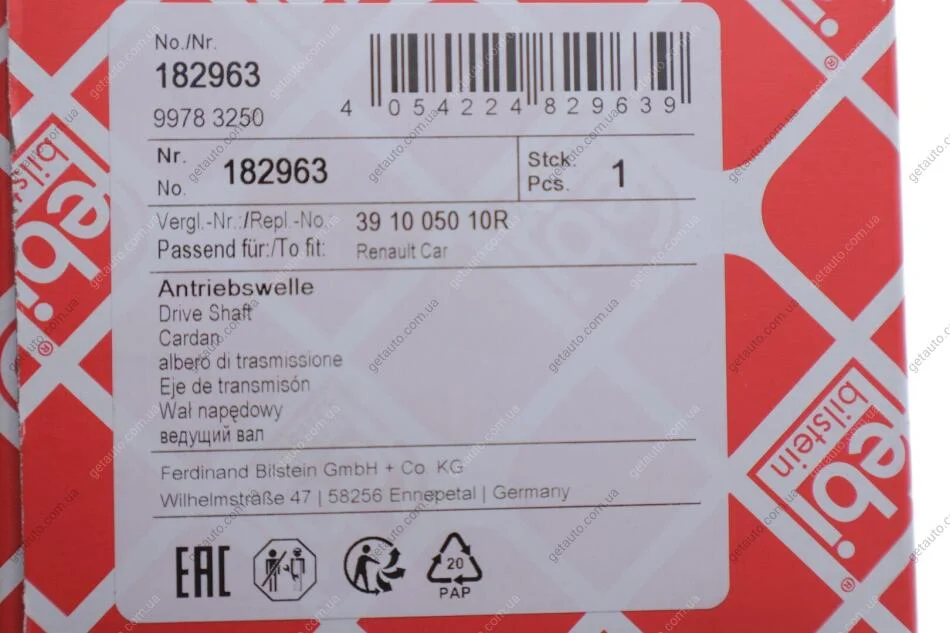 No./Nr.
182963
9978 3250
4 054224 829639
Nr.
No. 182963
Stck.
Pcs. 1
Vergl.-Nr.:/Repl.-No. 39 10 050 10R
Passend für:/To fit: Renault Car
Antriebswelle
Drive Shaft
Cardan
albero di trasmissione
Eje de transmisón
Wał napędowy
ведущий вал
Ferdinand Bilstein GmbH + Co. KG
Wilhelmstraße 47 | 58256 Ennepetal | Germany
EAC
20
PAP
febi
bilstein
®
febi
bilstein
®
getauto.com.ua